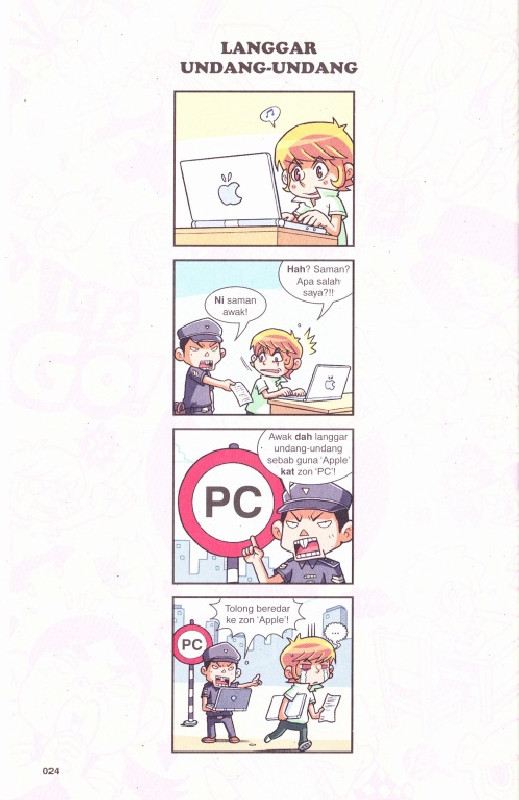 LANGGAR
UNDANG-UNDANG
Hah? Saman?
Apa salah
saya?!!
Ni saman
awak!
Awak dah langgar
undang-undang
sebab guna 'Apple'
kat zon 'PC'!
PC
Tolong beredar
ke zon 'Apple'!
...
PC
024